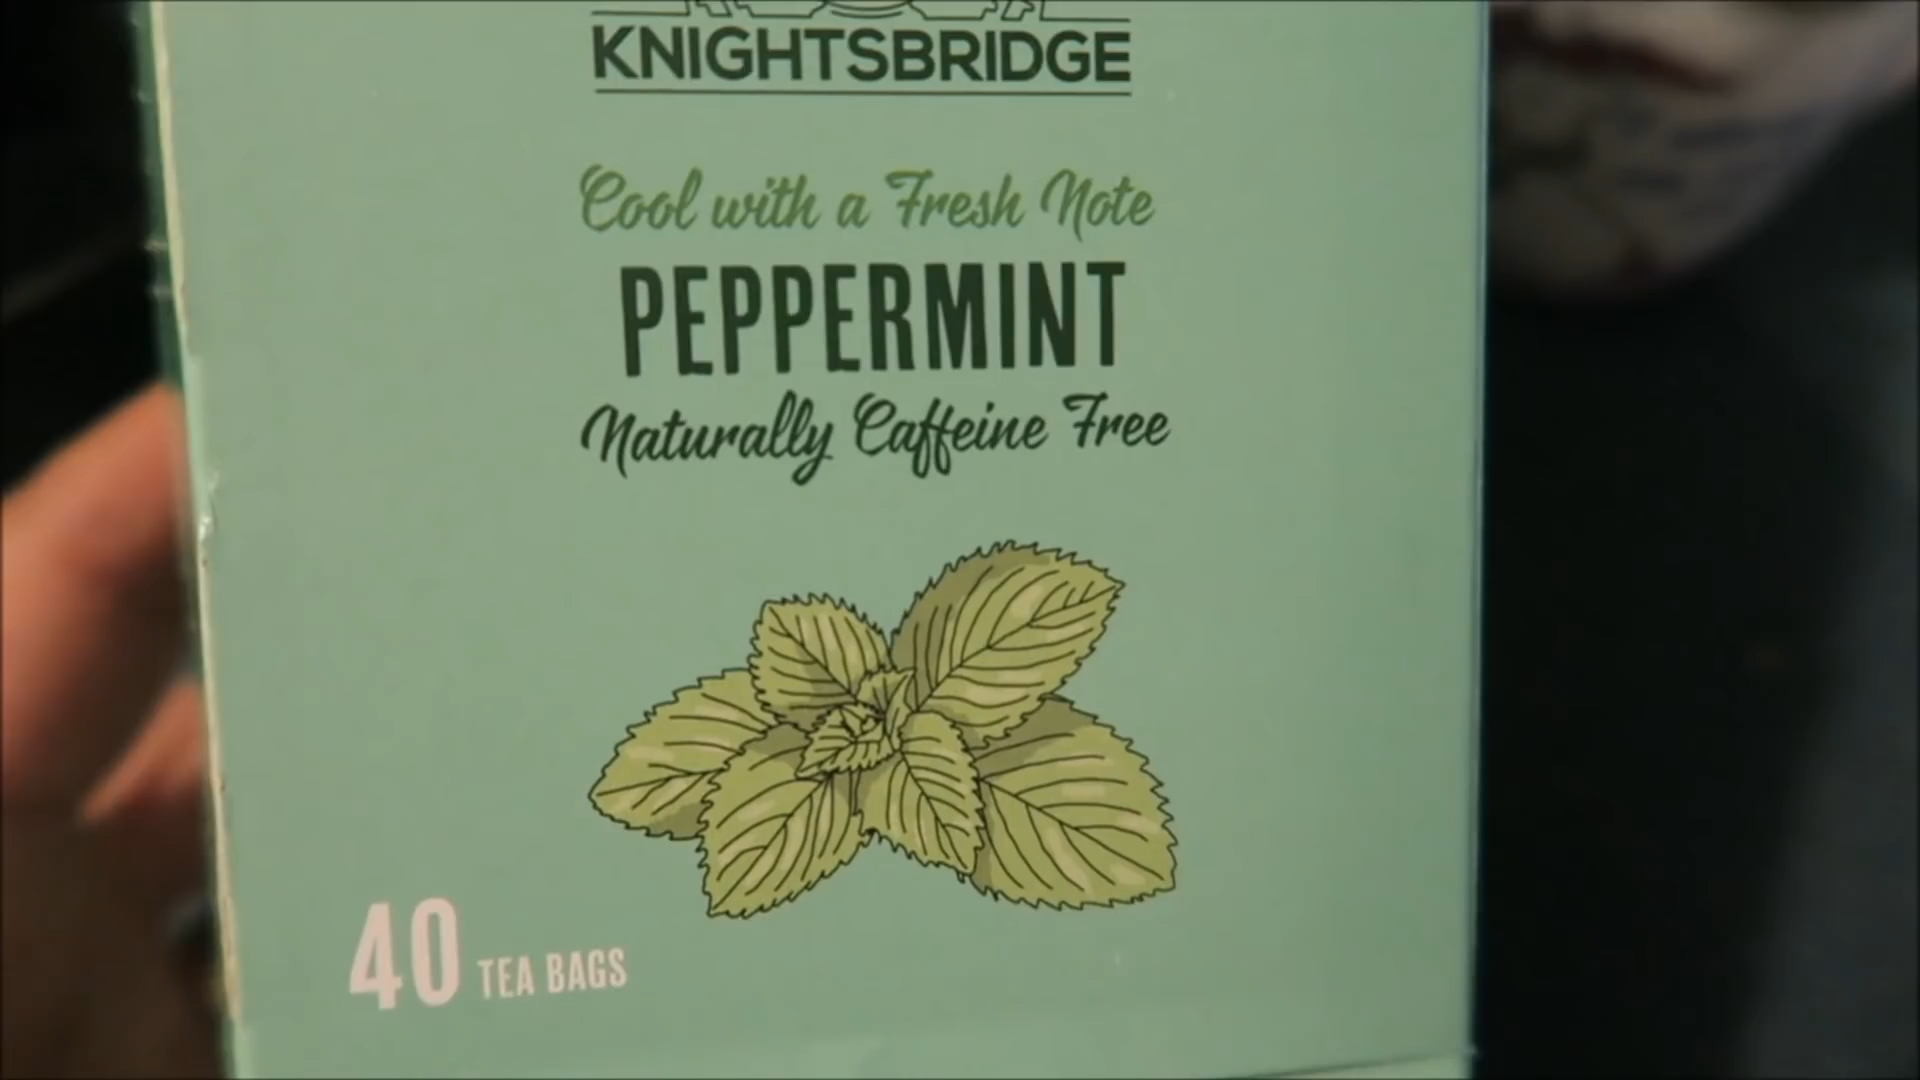 KNIGHTSBRIDGE
Cool with a Fresh Note
PEPPERMINT
Naturally Caffeine Free
40 TEA BAGS